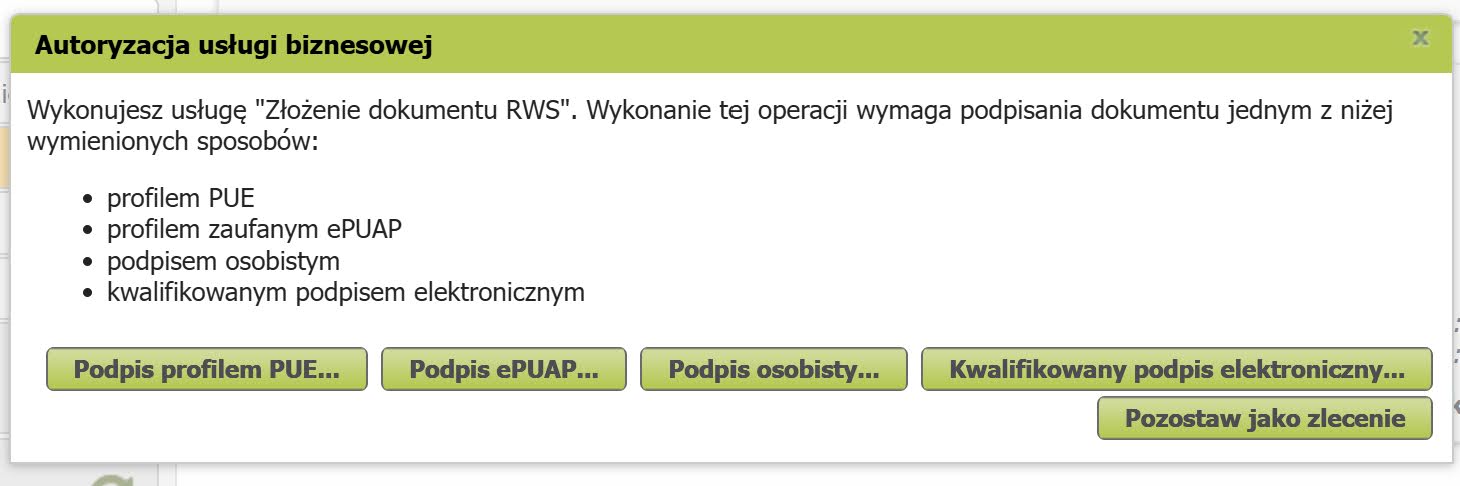 Autoryzacja usługi biznesowej
x
Wykonujesz usługę "Złożenie dokumentu RWS". Wykonanie tej operacji wymaga podpisania dokumentu jednym z niżej
wymienionych sposobów:
• profilem PUE
• profilem zaufanym ePUAP
• podpisem osobistym
• kwalifikowanym podpisem elektronicznym
Podpis profilem PUE... Podpis ePUAP... Podpis osobisty... Kwalifikowany podpis elektroniczny...
Pozostaw jako zlecenie